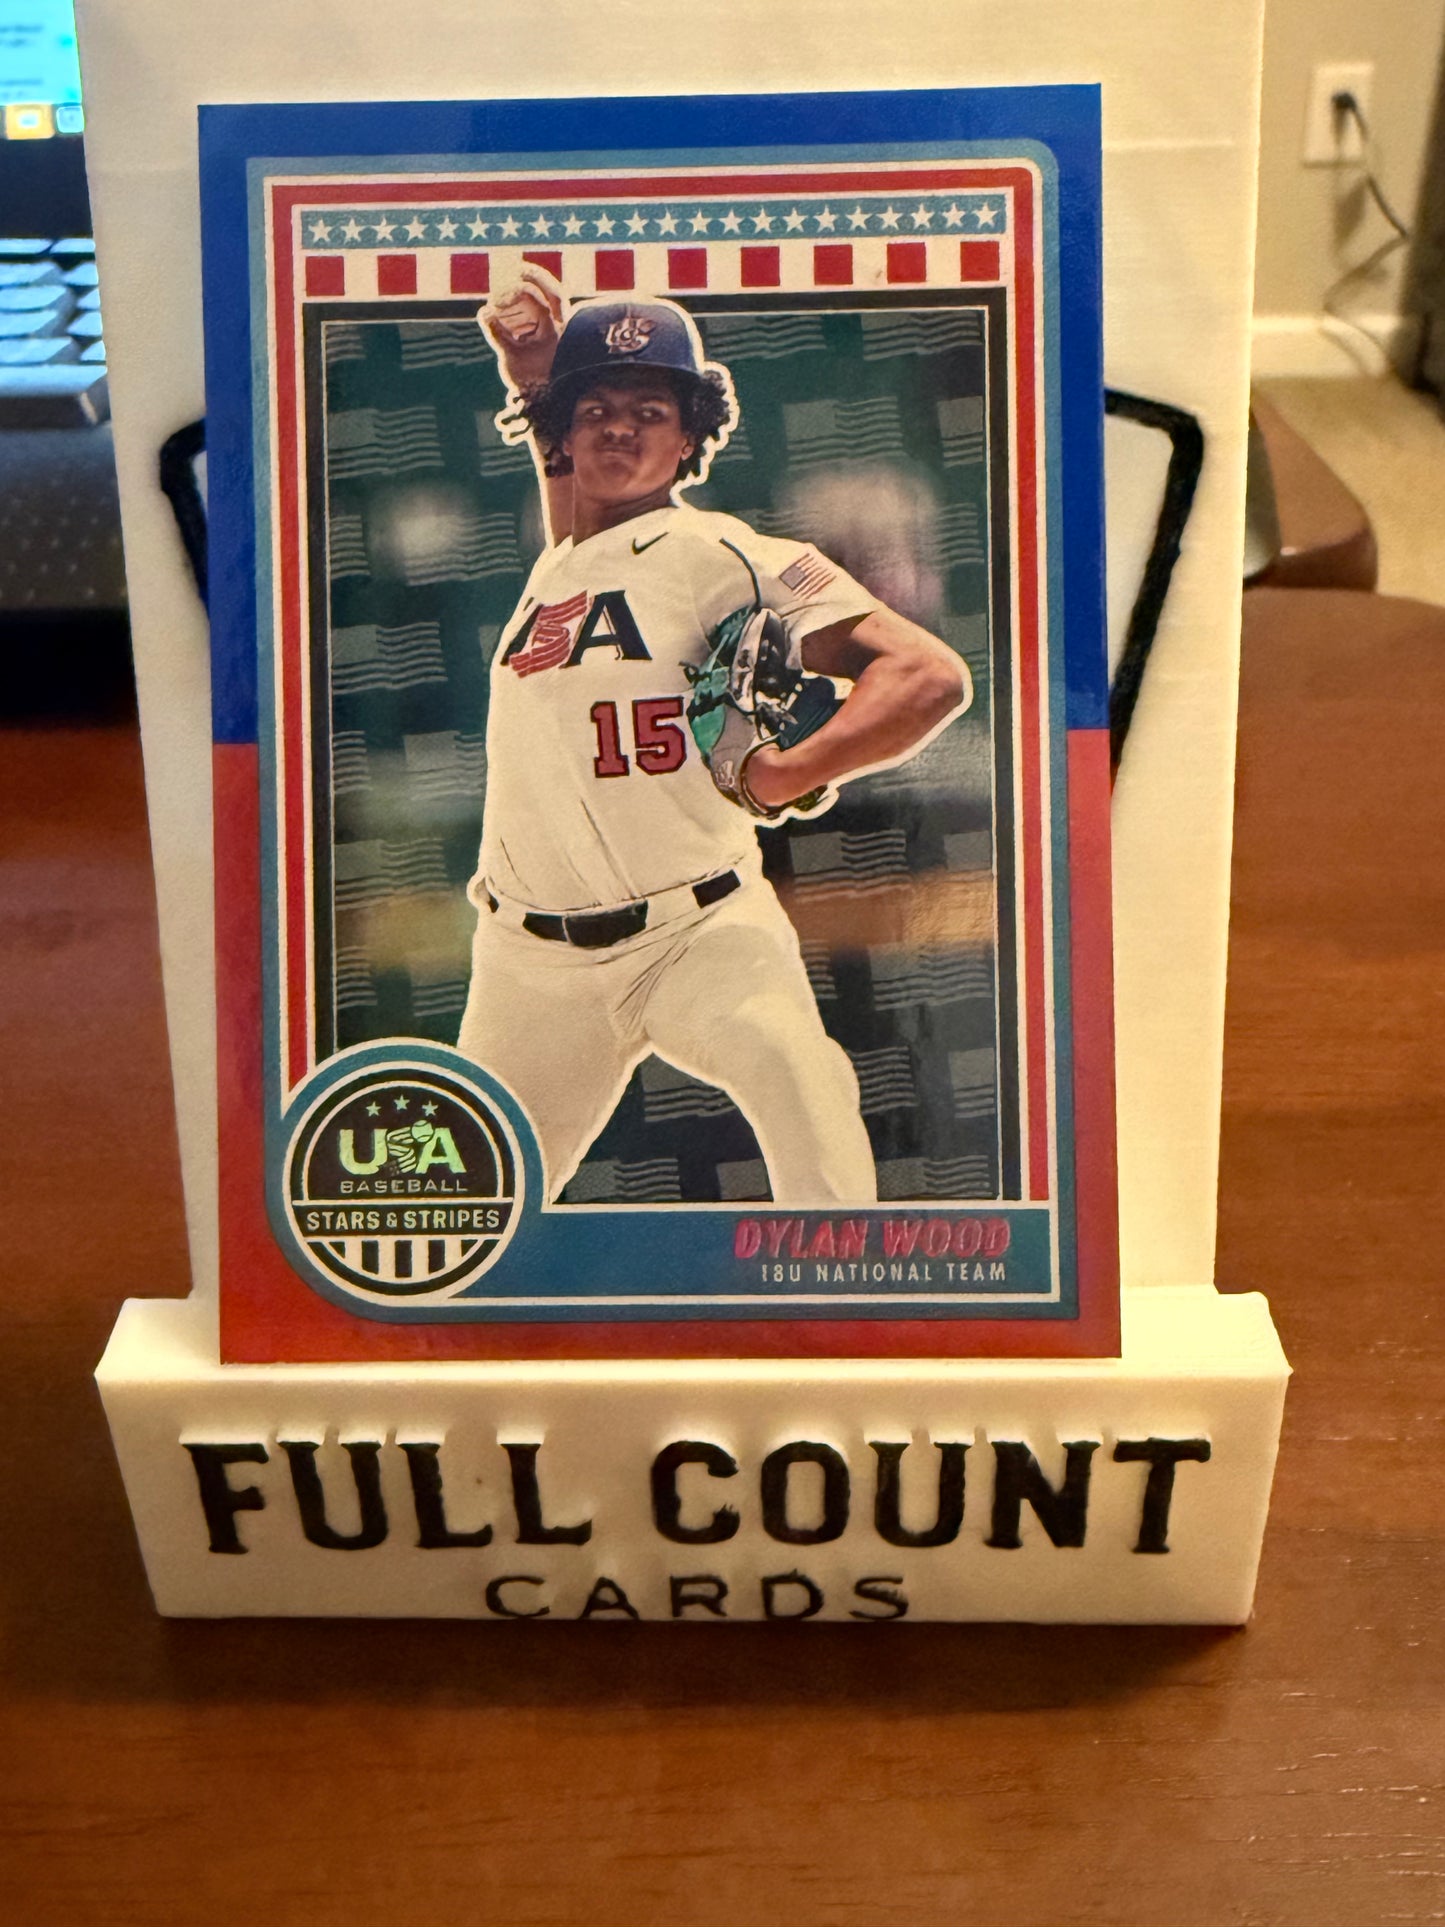 USA
15
USA
BASEBALL
STARS & STRIPES
DYLAN WOOD
18U NATIONAL TEAM
FULL COUNT
CARDS